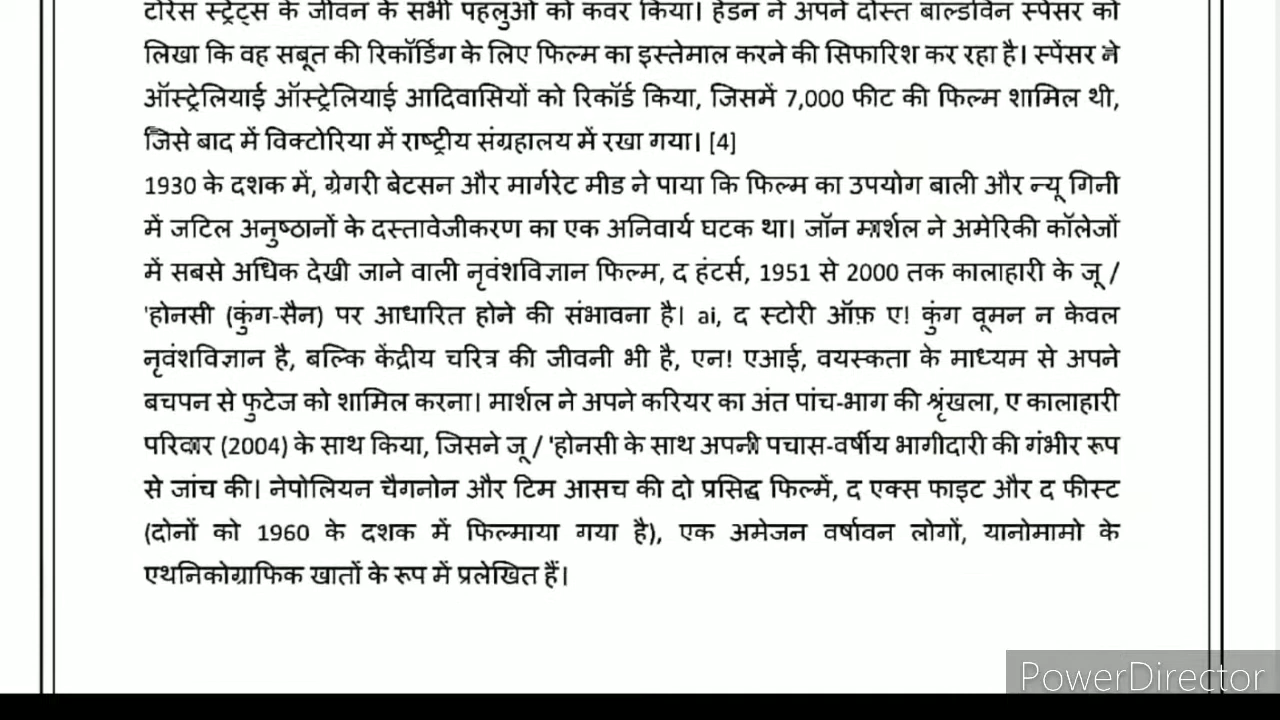 टोरेस स्ट्रेट्स के जीवन के सभी पहलुओं को कवर किया। हेडन ने अपने दोस्त बाल्डविन स्पेंसर को
लिखा कि वह सबूत की रिकॉर्डिंग के लिए फिल्म का इस्तेमाल करने की सिफारिश कर रहा है। स्पेंसर ने
ऑस्ट्रेलियाई ऑस्ट्रेलियाई आदिवासियों को रिकॉर्ड किया, जिसमें 7,000 फीट की फिल्म शामिल थी,
जिसे बाद में विक्टोरिया में राष्ट्रीय संग्रहालय में रखा गया। [4]
1930 के दशक में, ग्रेगरी बेटसन और मार्गरेट मीड ने पाया कि फिल्म का उपयोग बाली और न्यू गिनी
में जटिल अनुष्ठानों के दस्तावेजीकरण का एक अनिवार्य घटक था। जॉन मार्शल ने अमेरिकी कॉलेजों
में सबसे अधिक देखी जाने वाली नृवंशविज्ञान फिल्म, द हंटर्स, 1951 से 2000 तक कालाहारी के जू /
'होनसी (कुंग-सैन) पर आधारित होने की संभावना है। ai, द स्टोरी ऑफ़ ए! कुंग वूमन न केवल
नृवंशविज्ञान है, बल्कि केंद्रीय चरित्र की जीवनी भी है, एन! एआई, वयस्कता के माध्यम से अपने
बचपन से फुटेज को शामिल करना। मार्शल ने अपने करियर का अंत पांच-भाग की श्रृंखला, ए कालाहारी
परिवार (2004) के साथ किया, जिसने जू / 'होनसी के साथ अपनी पचास-वर्षीय भागीदारी की गंभीर रूप
से जांच की। नेपोलियन चैगनोन और टिम आसच की दो प्रसिद्ध फिल्में, द एक्स फाइट और द फीस्ट
(दोनों को 1960 के दशक में फिल्माया गया है), एक अमेजन वर्षावन लोगों, यानोमामो के
एथनिकोग्राफिक खातों के रूप में प्रलेखित हैं।
PowerDirector